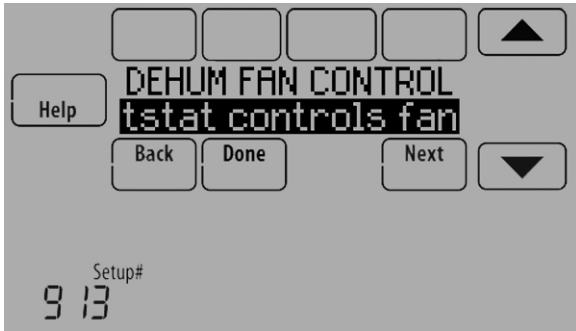 DEHUM FAN CONTROL
Help
tstat controls fan
Back Done Next
Setup#
913